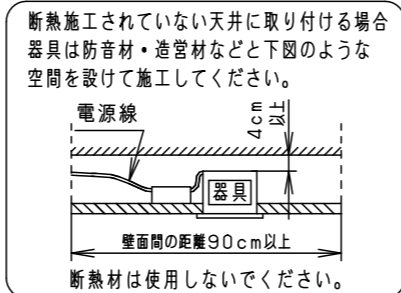 断熱施工されていない天井に取り付ける場合
器具は防音材・造営材などと下図のような
空間を設けて施工してください。
電源線
4cm
以上
器具
壁面間の距離90cm以上
断熱材は使用しないでください。